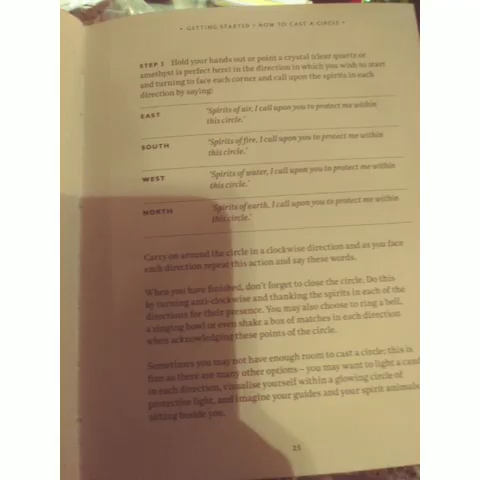 • GETTING STARTED • HOW TO CAST A CIRCLE •
STEP 3 Hold your hands out or point a crystal (clear quartz or
amethyst is perfect here) in the direction in which you wish to start
and turning to face each corner and call upon the spirits in each
direction by saying:
EAST 'Spirits of air, I call upon you to protect me within
this circle.'
SOUTH 'Spirits of fire, I call upon you to protect me within
this circle.'
WEST 'Spirits of water, I call upon you to protect me within
this circle.'
NORTH 'Spirits of earth, I call upon you to protect me within
this circle.'
Carry on around the circle in a clockwise direction and as you face
each direction repeat this action and say these words.
When you have finished, don't forget to close the circle. Do this
by turning anti-clockwise and thanking the spirits in each of the
directions for their presence. You may also choose to ring a bell,
a singing bowl or even shake a box of matches in each direction
when acknowledging these points of the circle.
Sometimes you may not have enough room to cast a circle; this is
fine as there are many other options – you may want to light a cand
in each direction, visualise yourself within a glowing circle of
protective light, and imagine your guides and your spirit animals
sitting beside you.
25